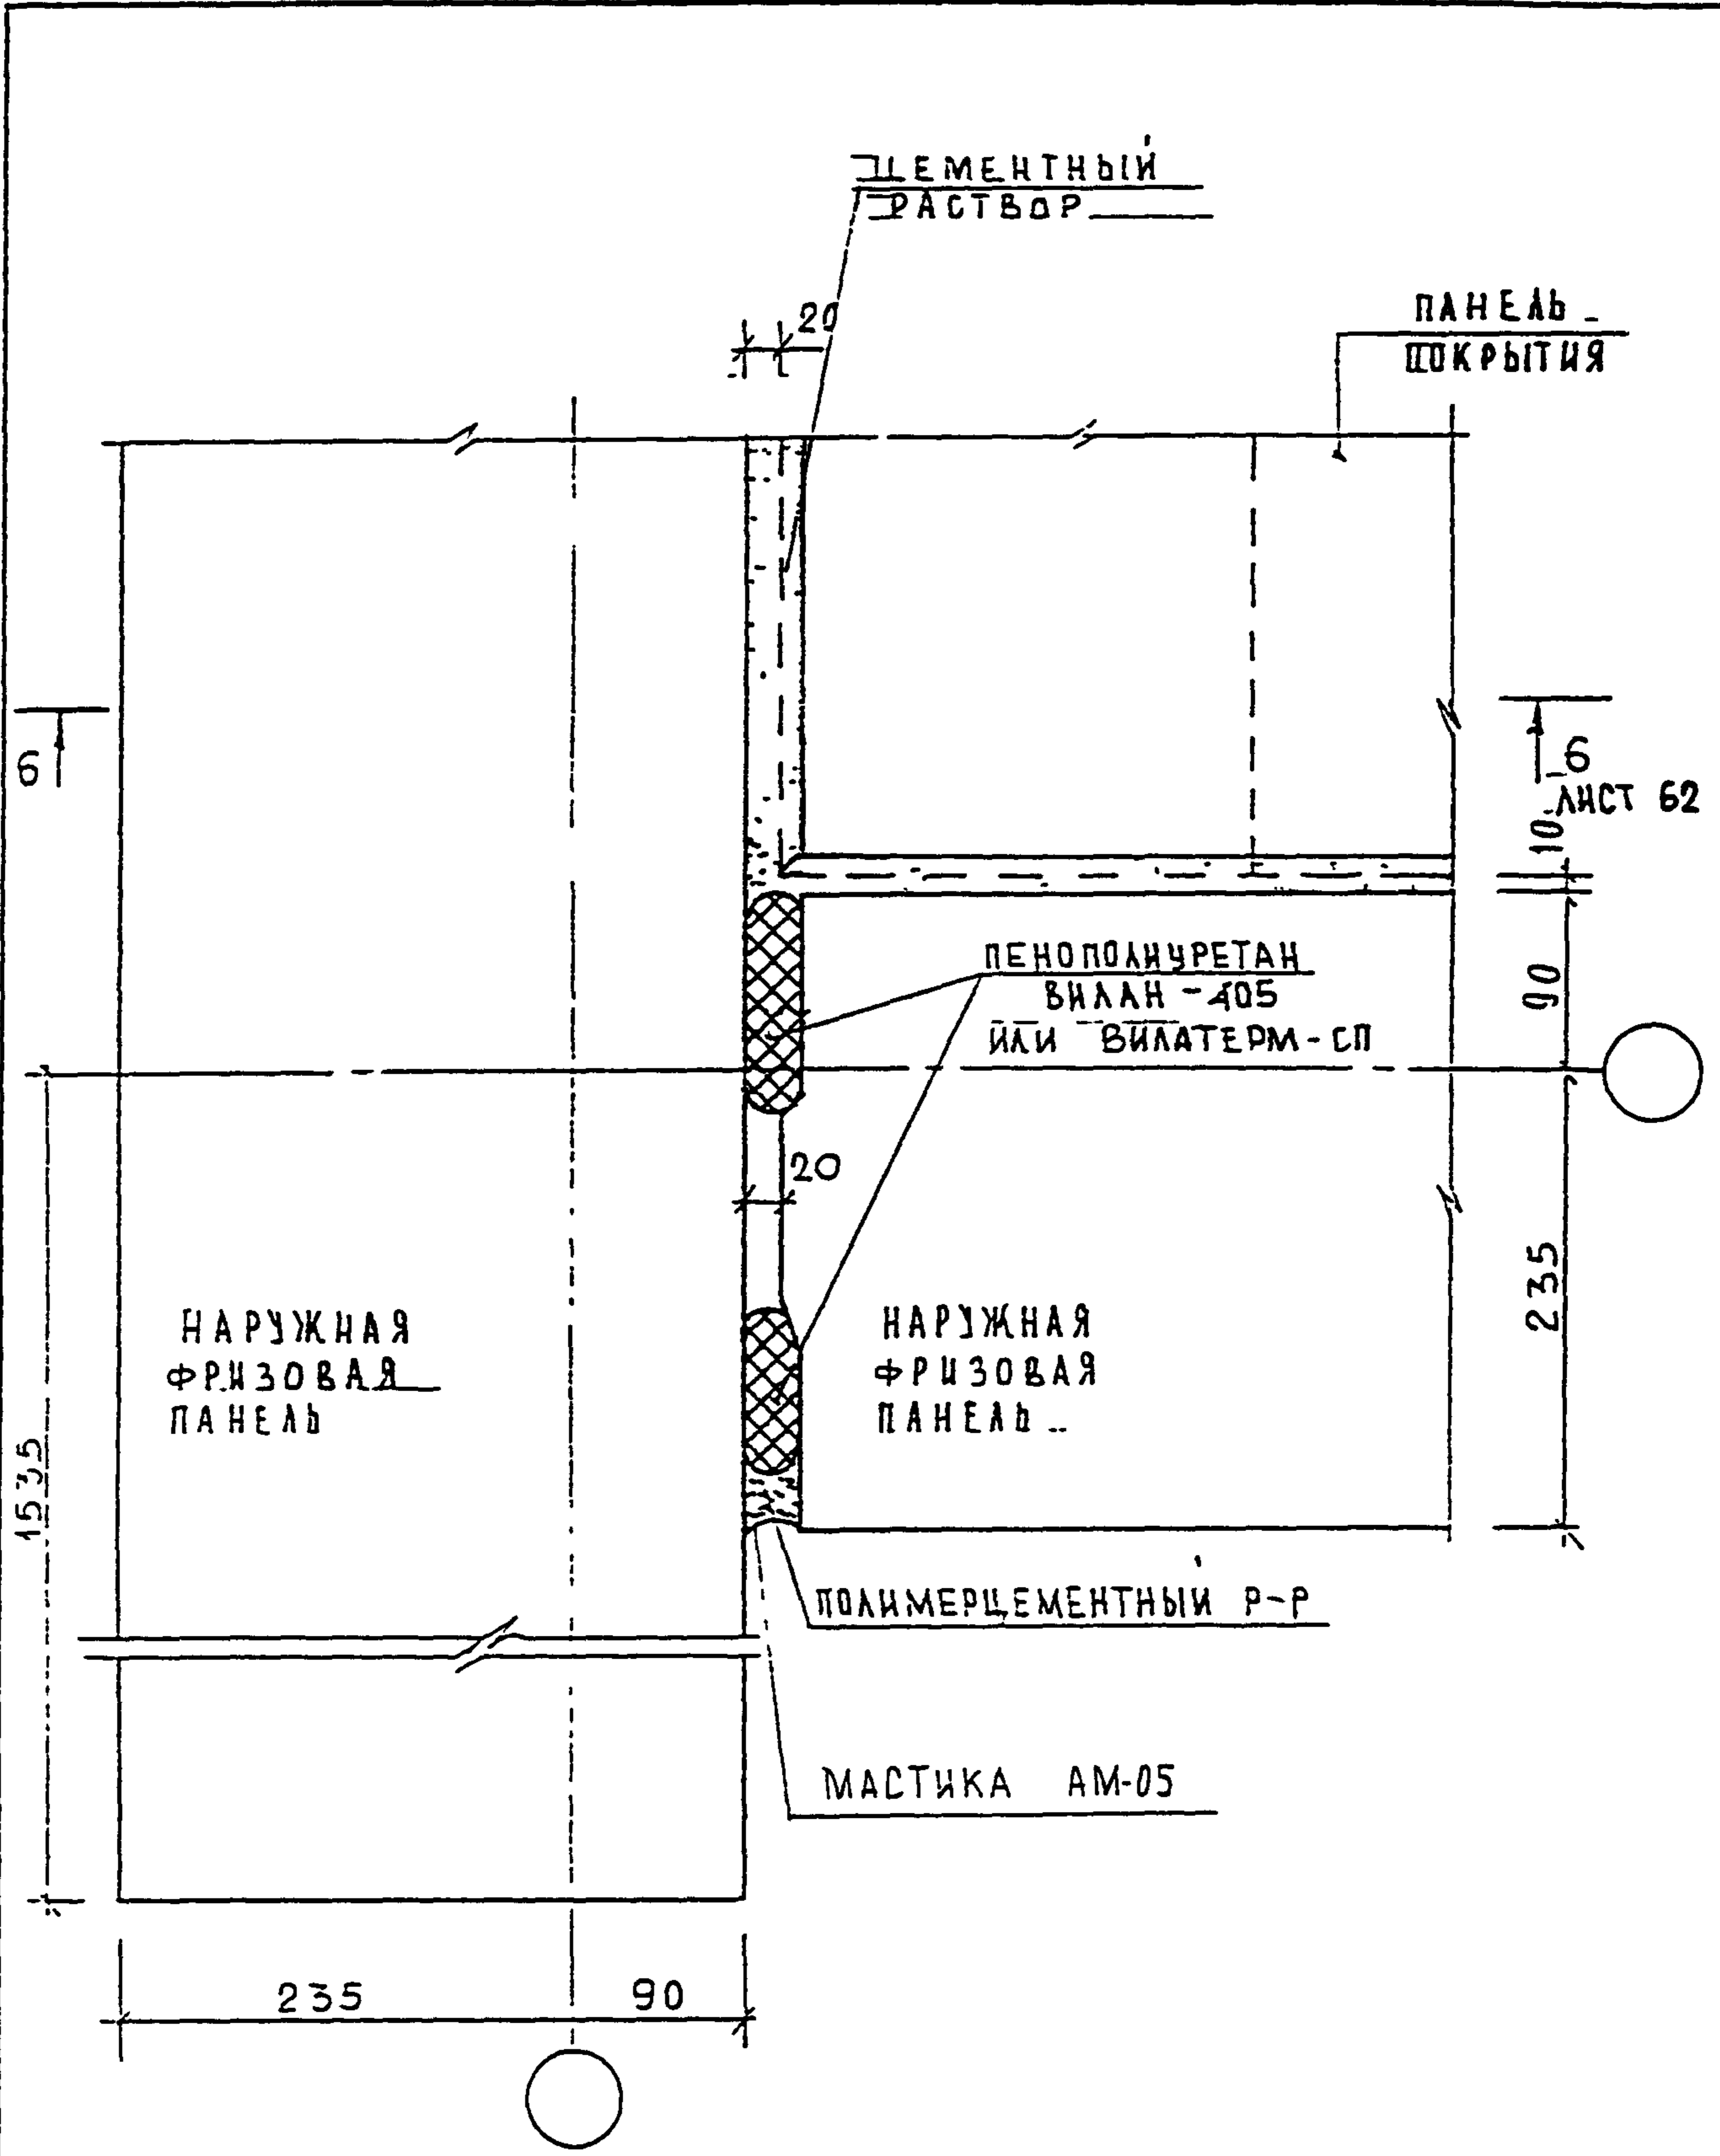 ЦЕМЕНТНЫЙ
РАСТВОР
20
ПАНЕЛЬ
ПОКРЫТИЯ
6
6
ЛИСТ 62
10
ПЕНОПОЛИУРЕТАН
ВИЛАН-405
ИЛИ ВИЛАТЕРМ-СП
90
20
НАРУЖНАЯ
ФРИЗОВАЯ
ПАНЕЛЬ
НАРУЖНАЯ
ФРИЗОВАЯ
ПАНЕЛЬ
235
1535
ПОЛИМЕРЦЕМЕНТНЫЙ Р-Р
МАСТИКА АМ-05
235
90